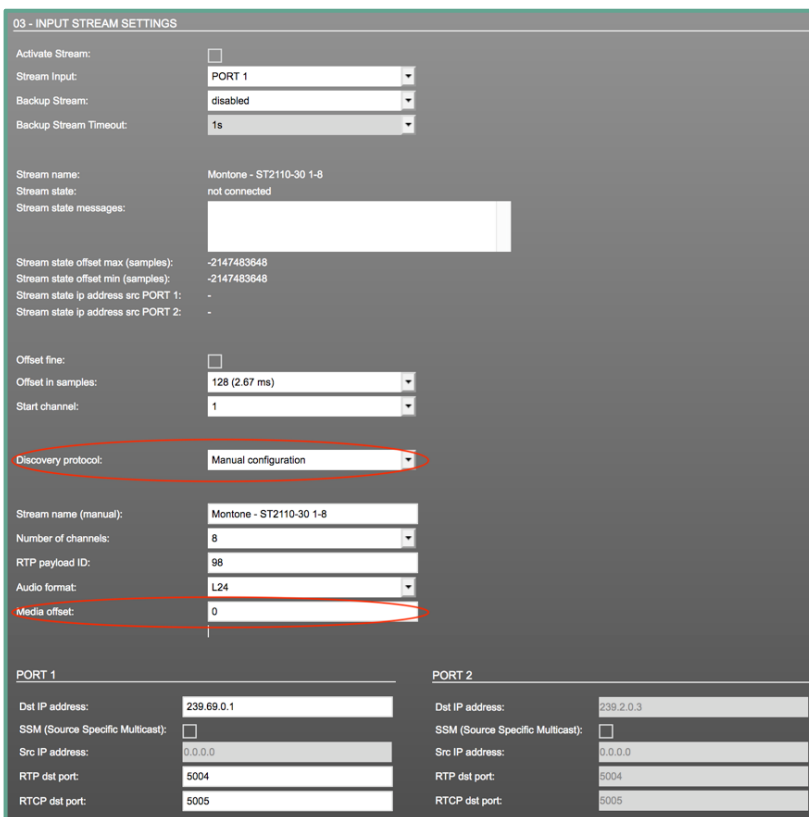 03 - INPUT STREAM SETTINGS
Activate Stream:
Stream Input: PORT 1
Backup Stream: disabled
Backup Stream Timeout: 1s
Stream name: Montone - ST2110-30 1-8
Stream state: not connected
Stream state messages:
Stream state offset max (samples): -2147483648
Stream state offset min (samples): -2147483648
Stream state ip address src PORT 1: -
Stream state ip address src PORT 2: -
Offset fine:
Offset in samples: 128 (2.67 ms)
Start channel: 1
Discovery protocol: Manual configuration
Stream name (manual): Montone - ST2110-30 1-8
Number of channels: 8
RTP payload ID: 98
Audio format: L24
Media offset: 0
PORT 1 PORT 2
Dst IP address: 239.69.0.1 Dst IP address: 239.2.0.3
SSM (Source Specific Multicast): SSM (Source Specific Multicast):
Src IP address: 0.0.0.0 Src IP address: 0.0.0.0
RTP dst port: 5004 RTP dst port: 5004
RTCP dst port: 5005 RTCP dst port: 5005